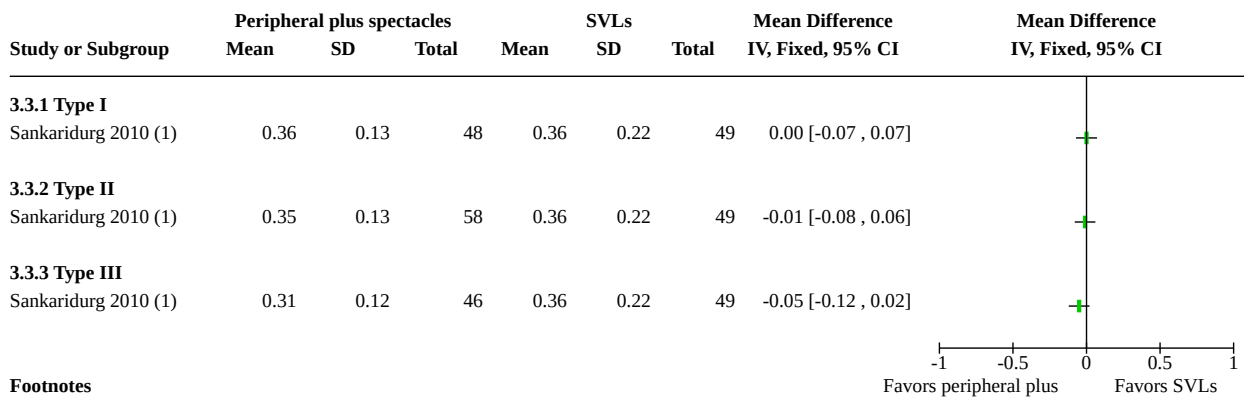 Peripheral plus spectacles SVLs Mean Difference Mean Difference
Study or Subgroup Mean SD Total Mean SD Total IV, Fixed, 95% CI IV, Fixed, 95% CI
3.3.1 Type I
Sankaridurg 2010 (1) 0.36 0.13 48 0.36 0.22 49 0.00 [-0.07 , 0.07]
3.3.2 Type II
Sankaridurg 2010 (1) 0.35 0.13 58 0.36 0.22 49 -0.01 [-0.08 , 0.06]
3.3.3 Type III
Sankaridurg 2010 (1) 0.31 0.12 46 0.36 0.22 49 -0.05 [-0.12 , 0.02]
-1 -0.5 0 0.5 1
Footnotes Favors peripheral plus Favors SVLs